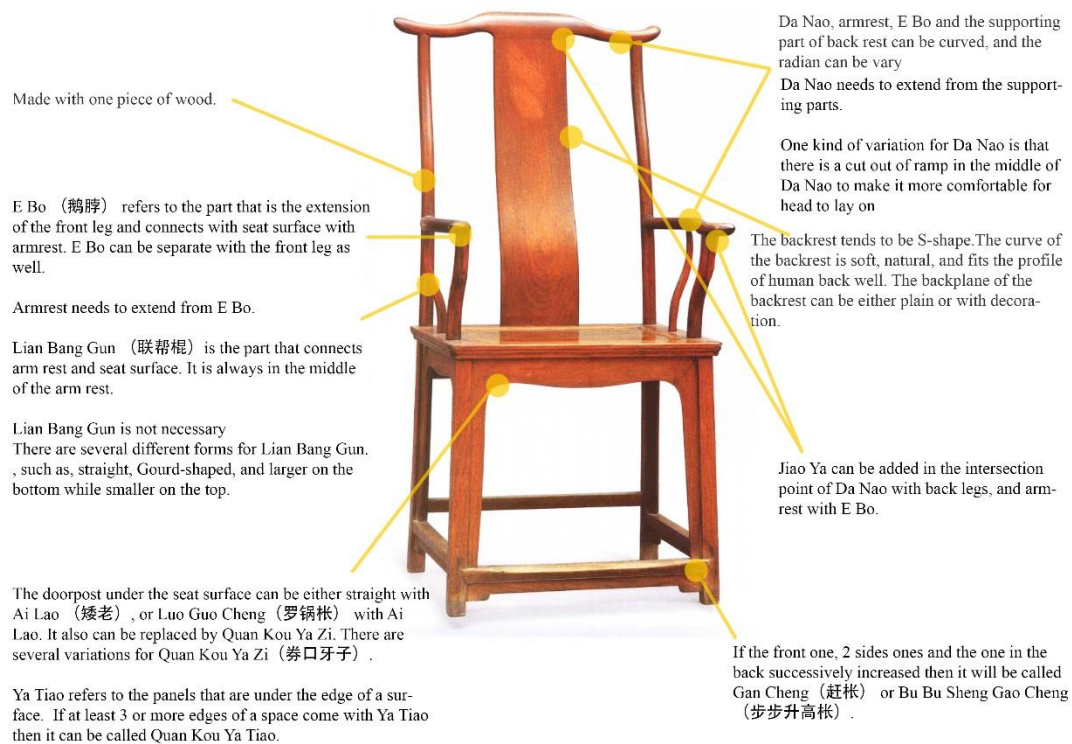 Made with one piece of wood.
E Bo （鹅脖） refers to the part that is the extension
of the front leg and connects with seat surface with
armrest. E Bo can be separate with the front leg as
well.
Armrest needs to extend from E Bo.
Lian Bang Gun （联帮棍）is the part that connects
arm rest and seat surface. It is always in the middle
of the arm rest.
Lian Bang Gun is not necessary
There are several different forms for Lian Bang Gun.
, such as, straight, Gourd-shaped, and larger on the
bottom while smaller on the top.
The doorpost under the seat surface can be either straight with
Ai Lao （矮老）, or Luo Guo Cheng（罗锅枨） with Ai
Lao. It also can be replaced by Quan Kou Ya Zi. There are
several variations for Quan Kou Ya Zi（券口牙子）.
Ya Tiao refers to the panels that are under the edge of a sur-
face.  If at least 3 or more edges of a space come with Ya Tiao
then it can be called Quan Kou Ya Tiao.
Da Nao, armrest, E Bo and the supporting
part of back rest can be curved, and the
radian can be vary
Da Nao needs to extend from the support-
ing parts.
One kind of variation for Da Nao is that
there is a cut out of ramp in the middle of
Da Nao to make it more comfortable for
head to lay on
The backrest tends to be S-shape.The curve of
the backrest is soft, natural, and fits the profile
of human back well. The backplane of the
backrest can be either plain or with decora-
tion.
Jiao Ya can be added in the intersection
point of Da Nao with back legs, and arm-
rest with E Bo.
If the front one, 2 sides ones and the one in the
back successively increased then it will be called
Gan Cheng（赶枨） or Bu Bu Sheng Gao Cheng
（步步升高枨）.